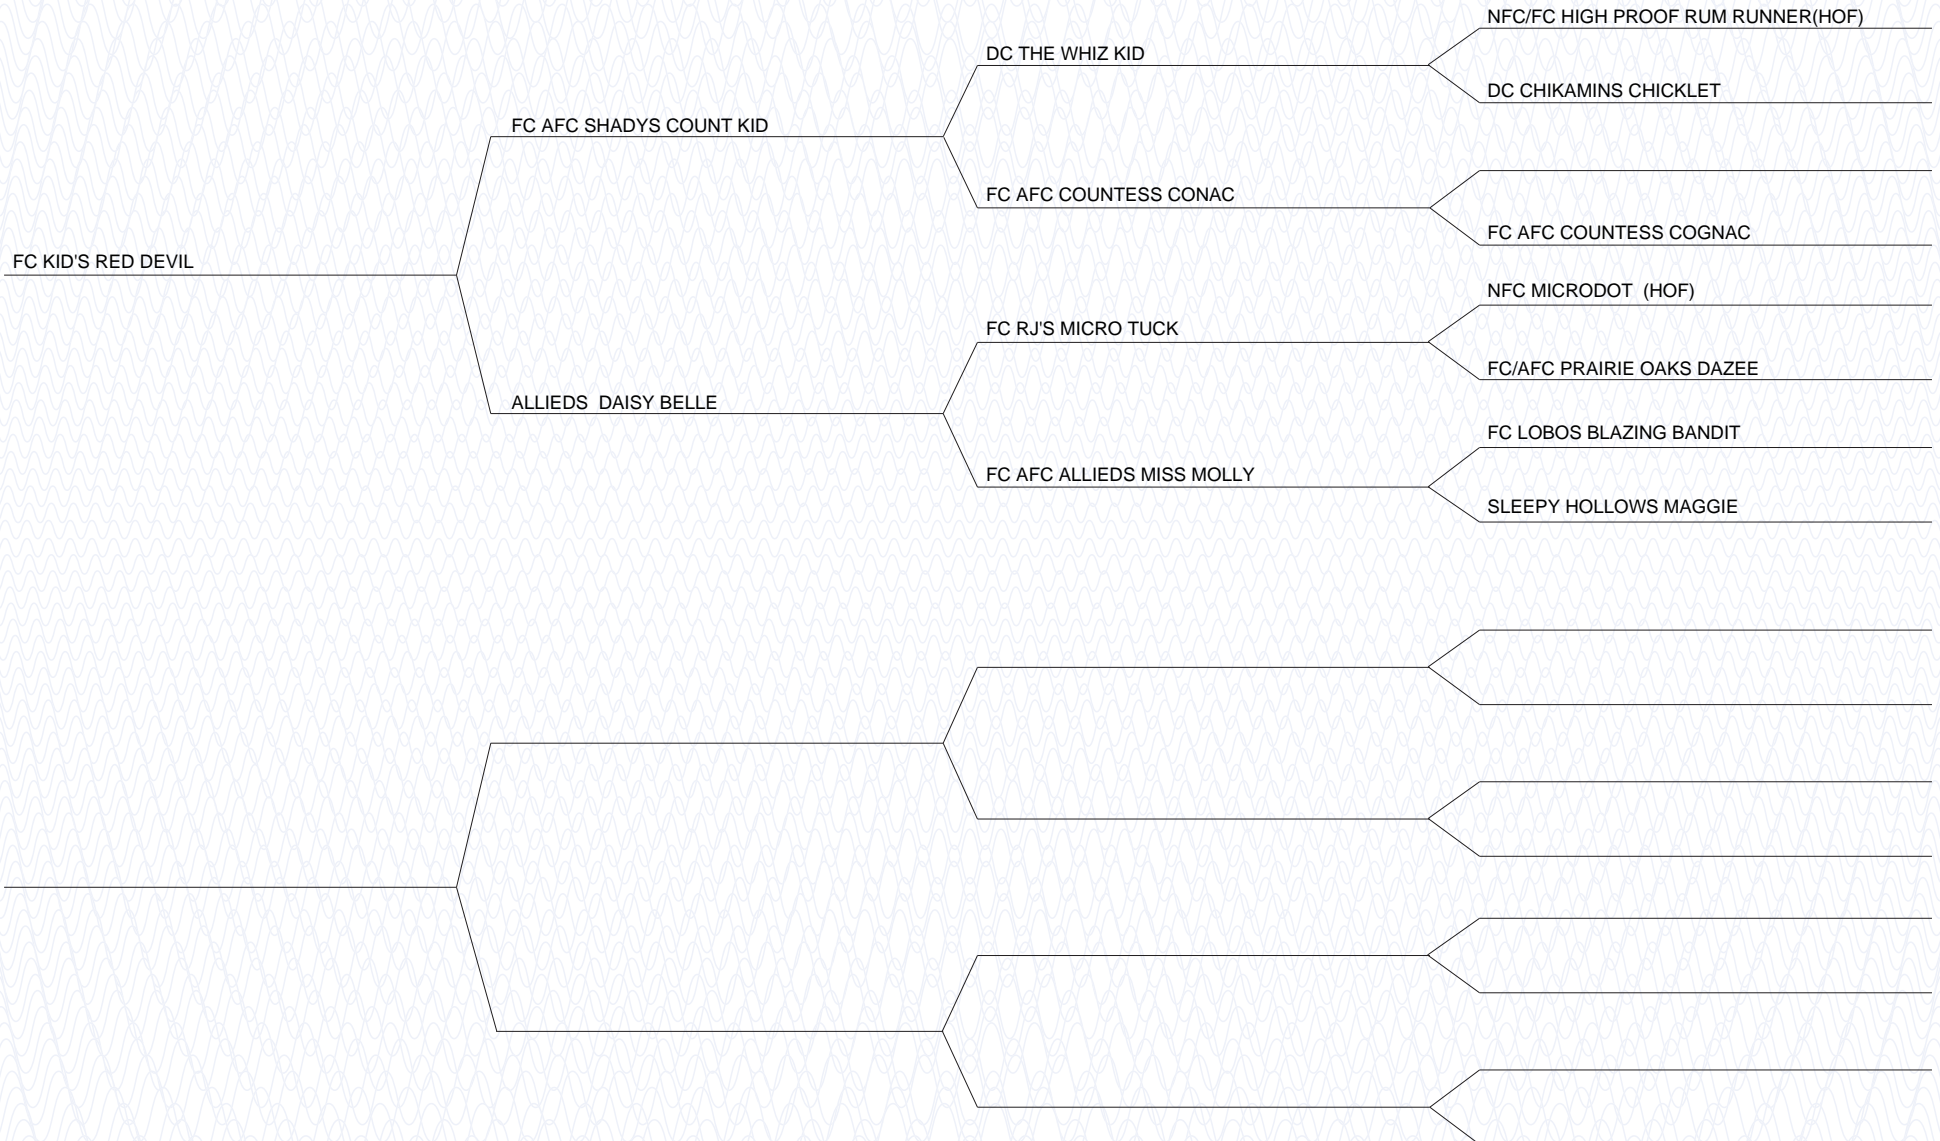 NFC/FC HIGH PROOF RUM RUNNER(HOF)
DC THE WHIZ KID
DC CHIKAMINS CHICKLET
FC AFC SHADYS COUNT KID
FC AFC COUNTESS CONAC
FC AFC COUNTESS COGNAC
FC KID'S RED DEVIL
NFC MICRODOT  (HOF)
FC RJ'S MICRO TUCK
FC/AFC PRAIRIE OAKS DAZEE
ALLIEDS  DAISY BELLE
FC LOBOS BLAZING BANDIT
FC AFC ALLIEDS MISS MOLLY
SLEEPY HOLLOWS MAGGIE